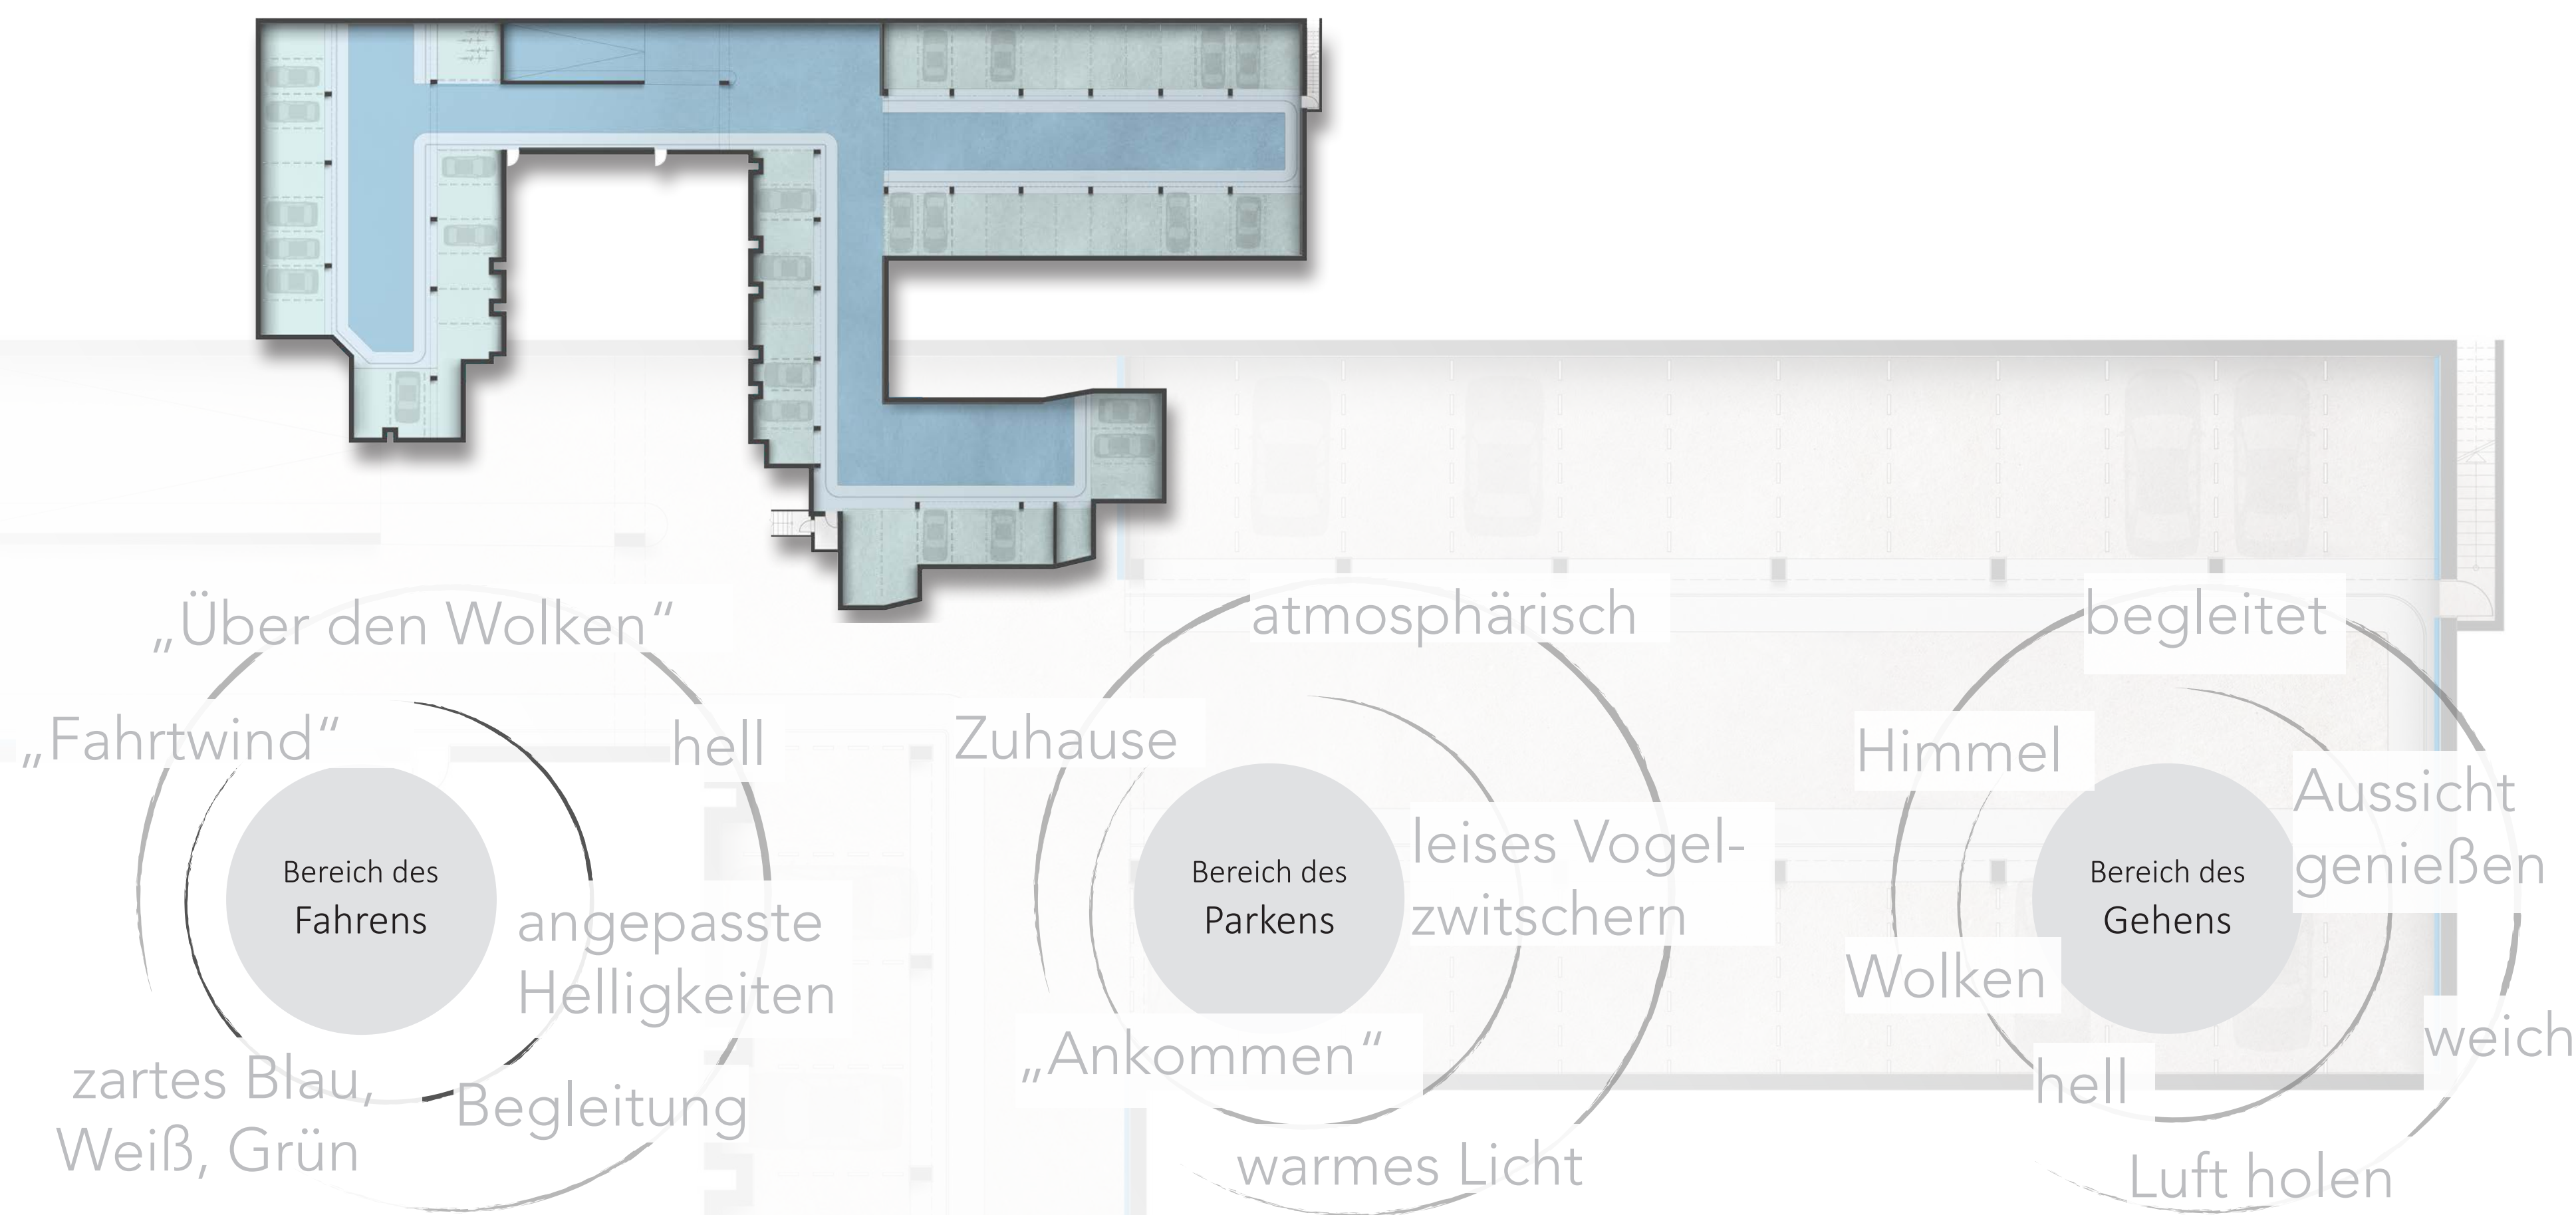 „Über den Wolken“
„Fahrtwind“
hell
Bereich des
Fahrens
angepasste
Helligkeiten
zartes Blau,
Weiß, Grün
Begleitung
atmosphärisch
Zuhause
Bereich des
Parkens
leises Vogel-
zwitschern
„Ankommen“
warmes Licht
begleitet
Himmel
Aussicht
genießen
Bereich des
Gehens
Wolken
weich
hell
Luft holen